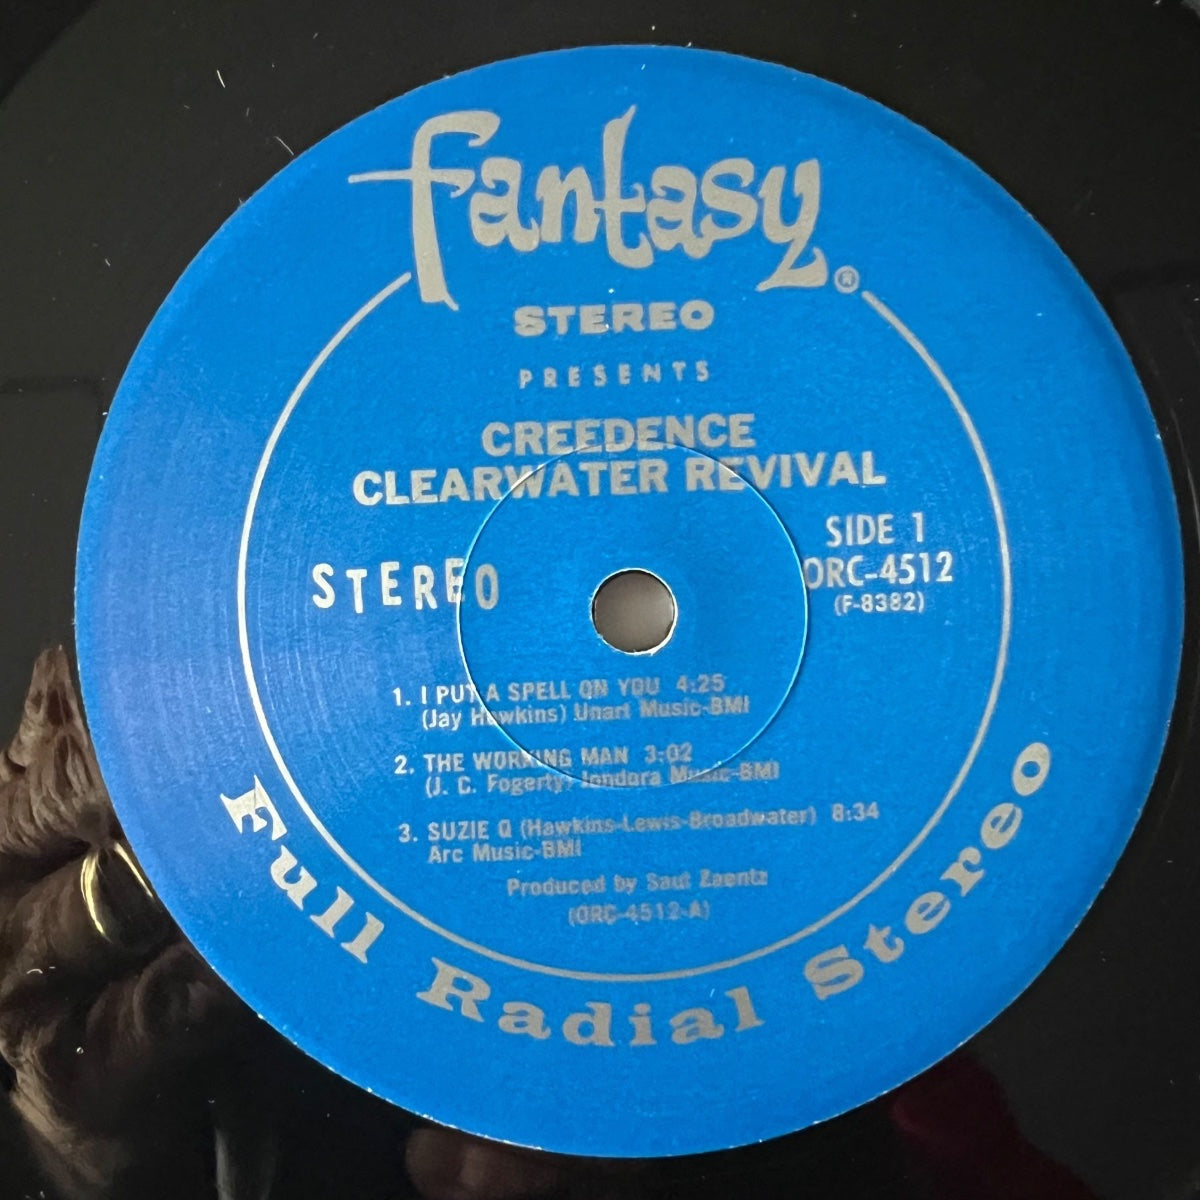 fantasy®
STEREO
PRESENTS
CREEDENCE
CLEARWATER REVIVAL
STEREO
SIDE 1
ORC-4512
(F-8382)
1. I PUT A SPELL ON YOU 4:25
(Jay Hawkins) Unart Music-BMI
2. THE WORKING MAN 3:02
(J. C. Fogerty) Jondora Music-BMI
3. SUZIE Q (Hawkins-Lewis-Broadwater) 8:34
Arc Music-BMI
Produced by Saul Zaentz
(ORC-4512-A)
Full Radial Stereo